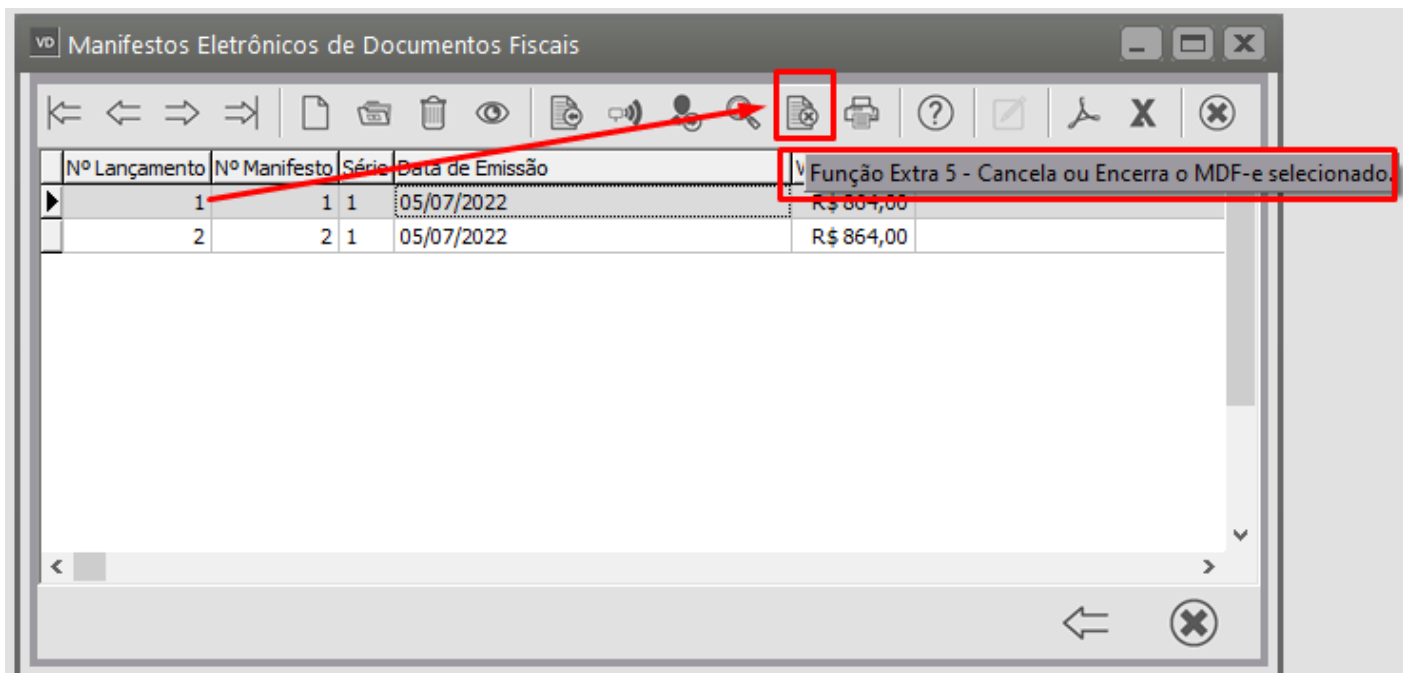 VD Manifestos Eletrônicos de Documentos Fiscais
Nº Lançamento Nº Manifesto Série Data de Emissão
Função Extra 5 - Cancela ou Encerra o MDF-e selecionado.
1 1 1 05/07/2022 R$ 864,00
2 2 1 05/07/2022 R$ 864,00